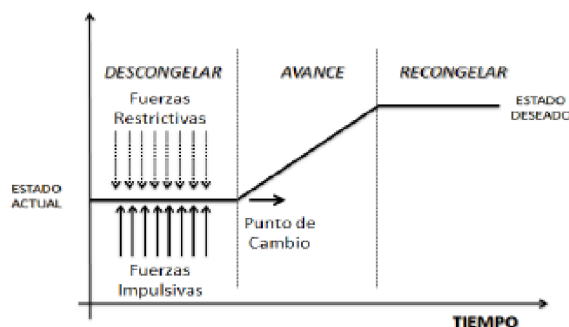 DESCONGELAR
AVANCE
RECONGELAR
Fuerzas
Restrictivas
ESTADO
DESEADO
ESTADO
ACTUAL
Punto de
Cambio
Fuerzas
Impulsivas
TIEMPO